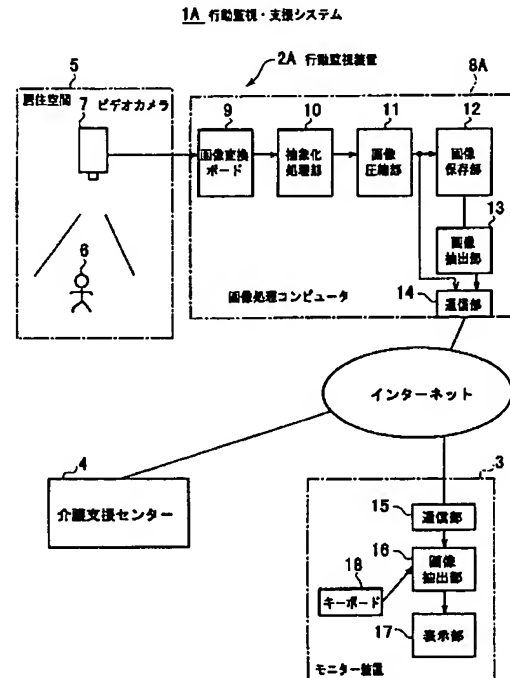 1A 行動監視・支援システム
2A 行動監視装置
5
居住空間
7 ビデオカメラ
6
8A
9
画像変換
ボード
10
抽象化
処理部
11
画像
圧縮部
12
画像
保存部
13
画像
抽出部
14
通信部
画像処理コンピュータ
インターネット
4
介護支援センター
3
15
通信部
16
画像
抽出部
18
キーボード
17
表示部
モニター装置